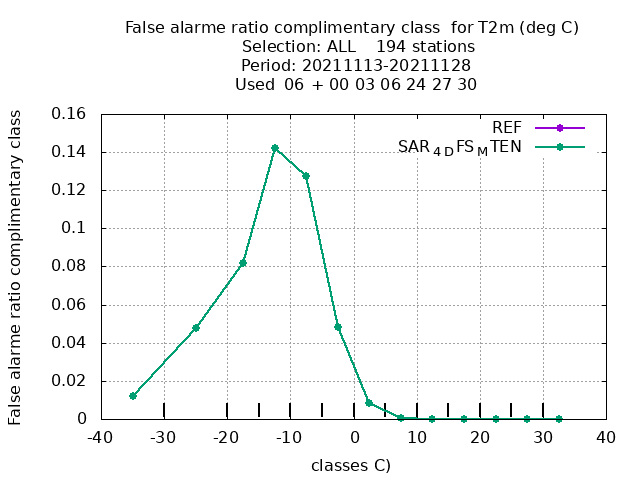 False alarme ratio complimentary class  for T2m (deg C)
Selection: ALL    194 stations
Period: 20211113-20211128
Used  06 + 00 03 06 24 27 30
False alarme ratio complimentary class
0.16
0.14
0.12
0.1
0.08
0.06
0.04
0.02
0
REF
SAR4DFSMTEN
-40 -30 -20 -10 0 10 20 30 40
classes C)